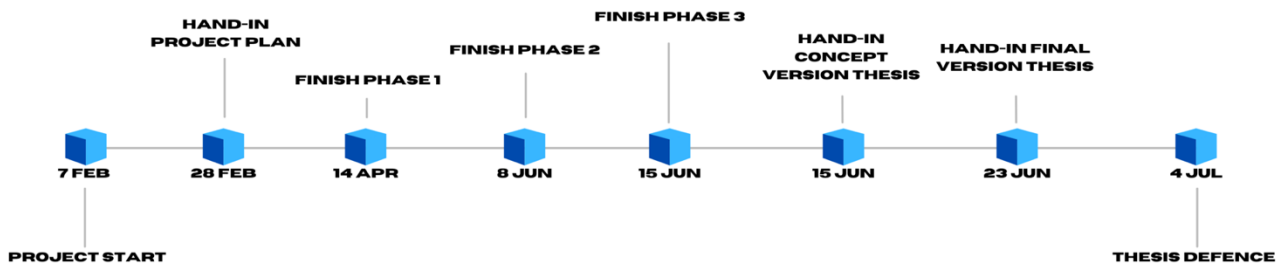 HAND-IN
PROJECT PLAN
FINISH PHASE 1
FINISH PHASE 2
FINISH PHASE 3
HAND-IN
CONCEPT
VERSION THESIS
HAND-IN FINAL
VERSION THESIS
7 FEB
28 FEB
14 APR
8 JUN
15 JUN
15 JUN
23 JUN
4 JUL
PROJECT START
THESIS DEFENCE